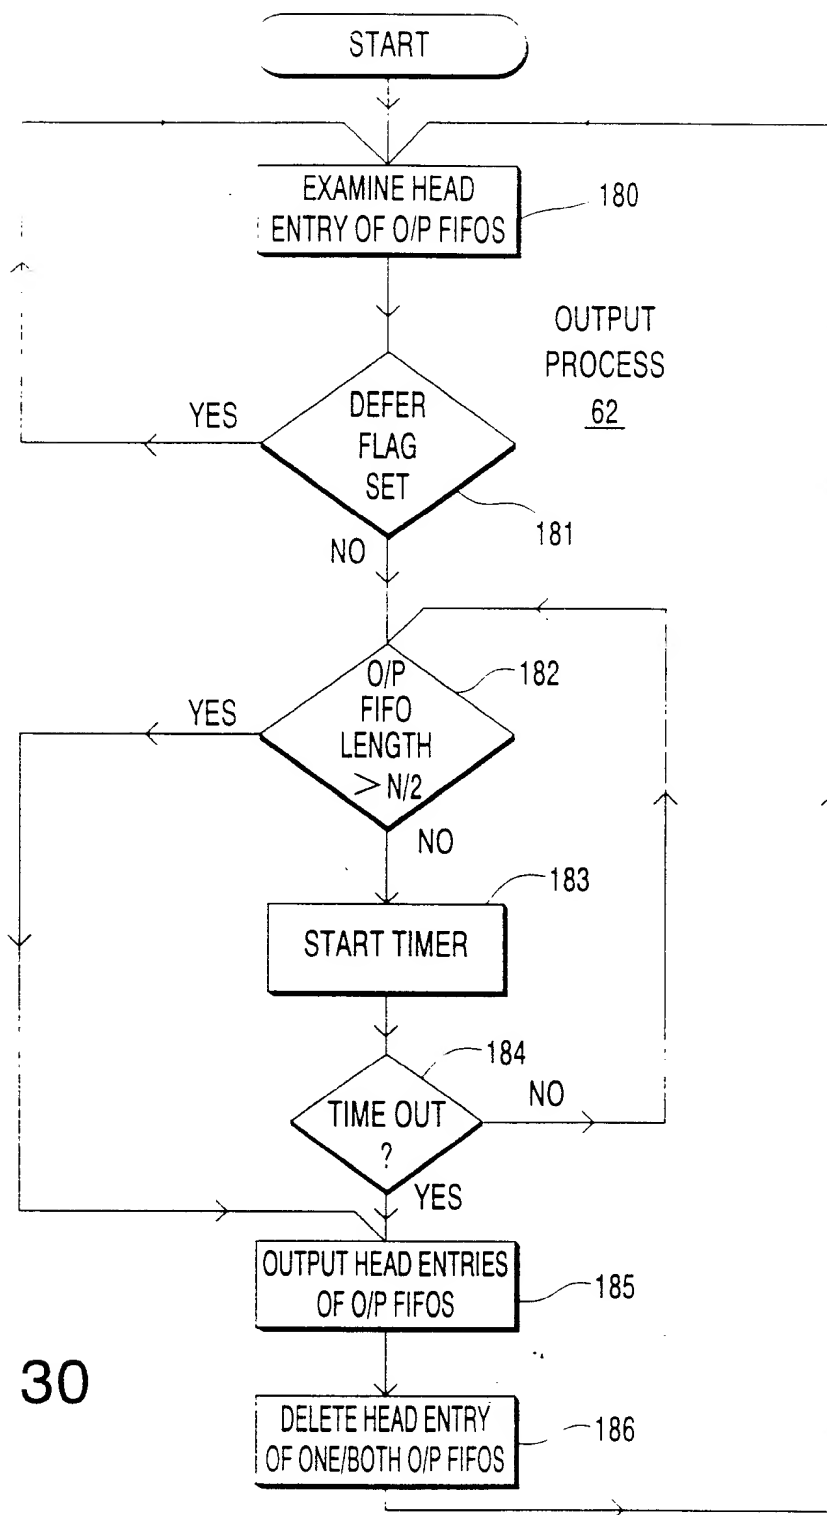 START
EXAMINE HEAD
ENTRY OF O/P FIFOS
180
OUTPUT
PROCESS
62
YES
DEFER
FLAG
SET
181
NO
O/P
FIFO
LENGTH
> N/2
182
YES
NO
183
START TIMER
184
TIME OUT
?
NO
YES
OUTPUT HEAD ENTRIES
OF O/P FIFOS
185
30
DELETE HEAD ENTRY
OF ONE/BOTH O/P FIFOS
186